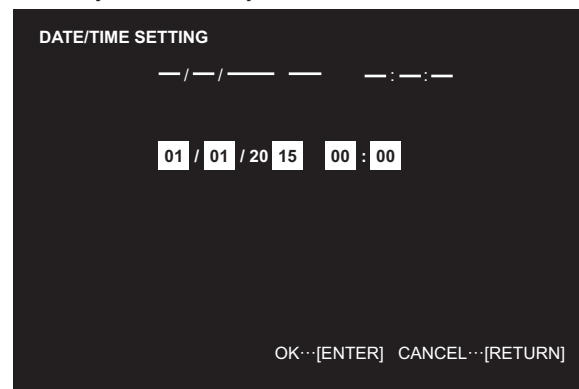 DATE/TIME SETTING
—/—/—— —— —:—:—
01 / 01 / 20 15 00 : 00
OK···[ENTER] CANCEL···[RETURN]